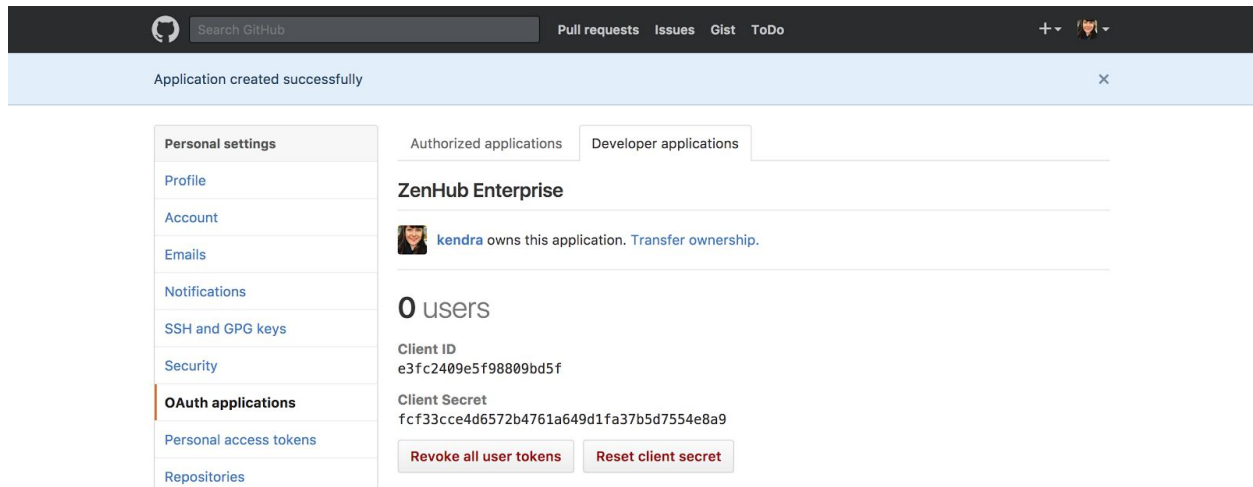 Search GitHub
Pull requests Issues Gist ToDo
Application created successfully
Personal settings
Profile
Account
Emails
Notifications
SSH and GPG keys
Security
OAuth applications
Personal access tokens
Repositories
Authorized applications
Developer applications
ZenHub Enterprise
kendra owns this application. Transfer ownership.
0 users
Client ID
e3fc2409e5f98809bd5f
Client Secret
fcf33cce4d6572b4761a649d1fa37b5d7554e8a9
Revoke all user tokens
Reset client secret